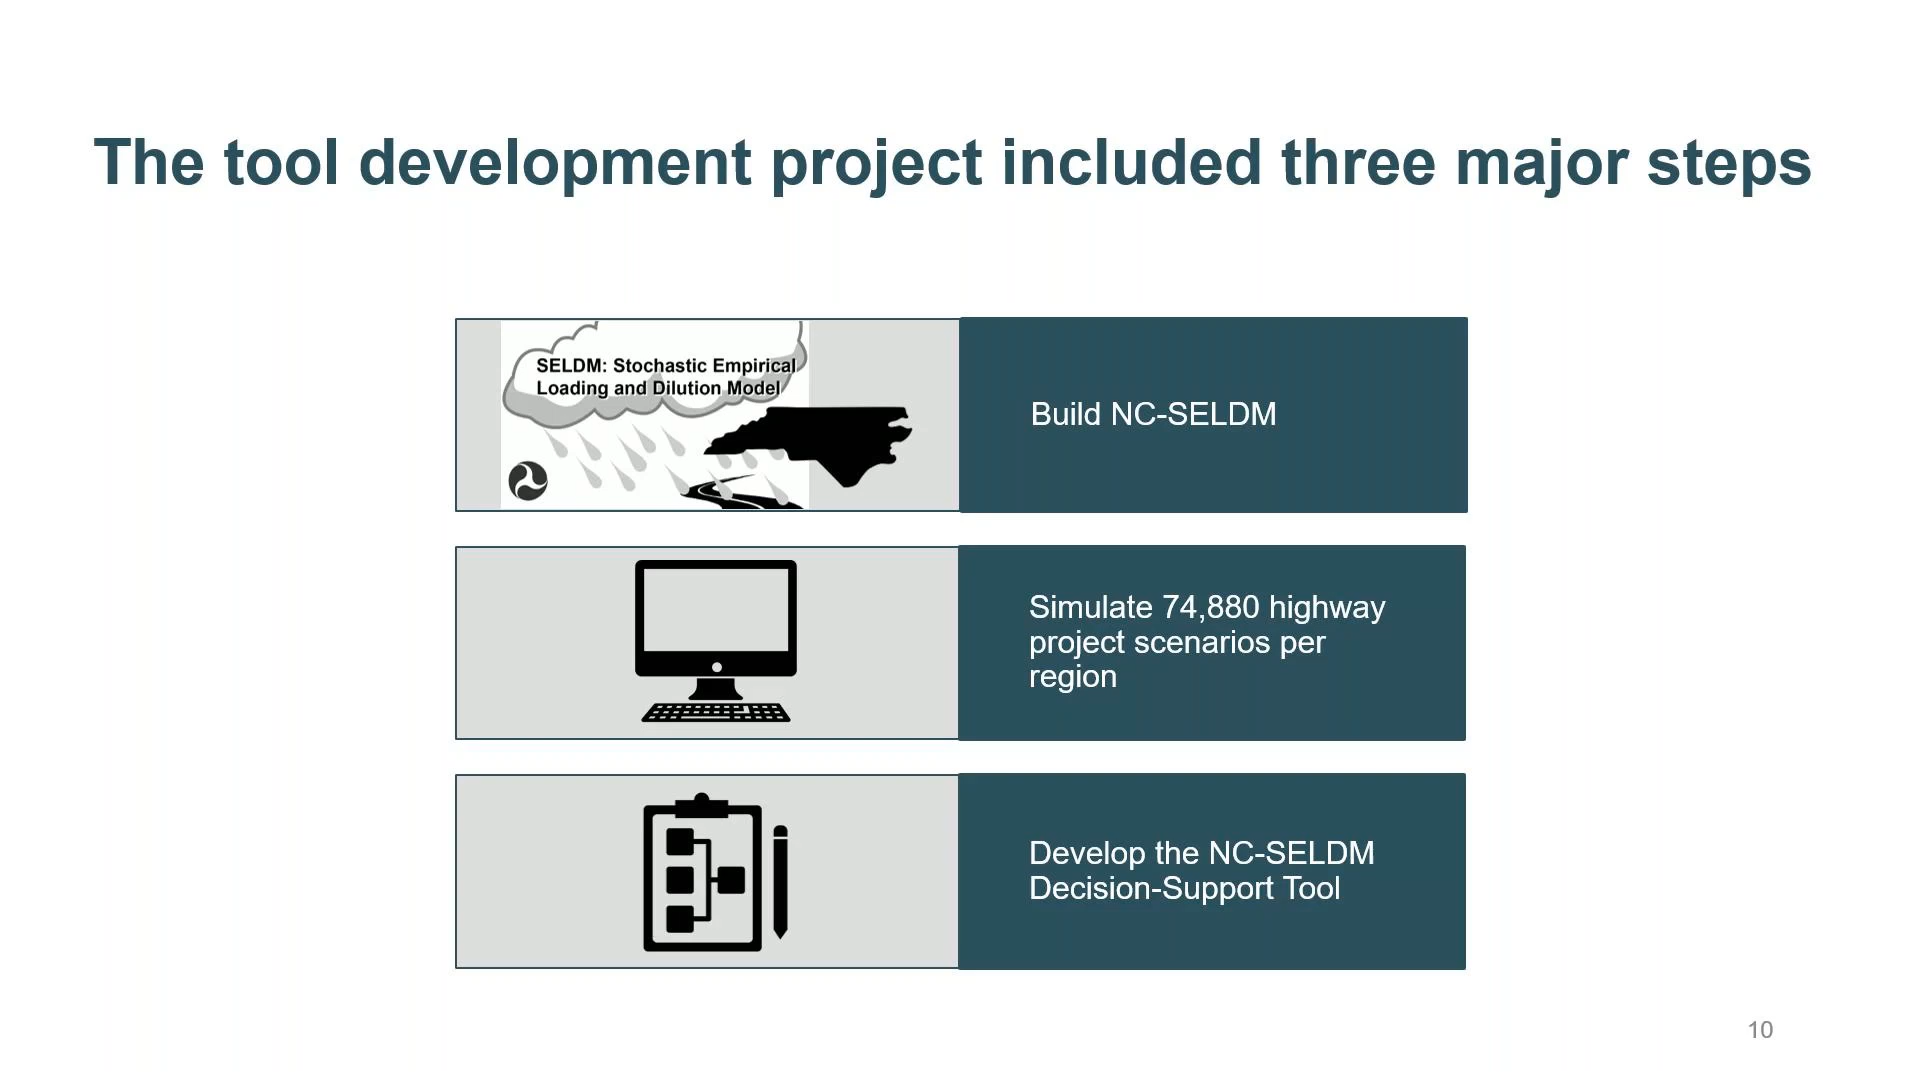 The tool development project included three major steps
SELDM: Stochastic Empirical
Loading and Dilution Model
Build NC-SELDM
Simulate 74,880 highway
project scenarios per
region
Develop the NC-SELDM
Decision-Support Tool
10